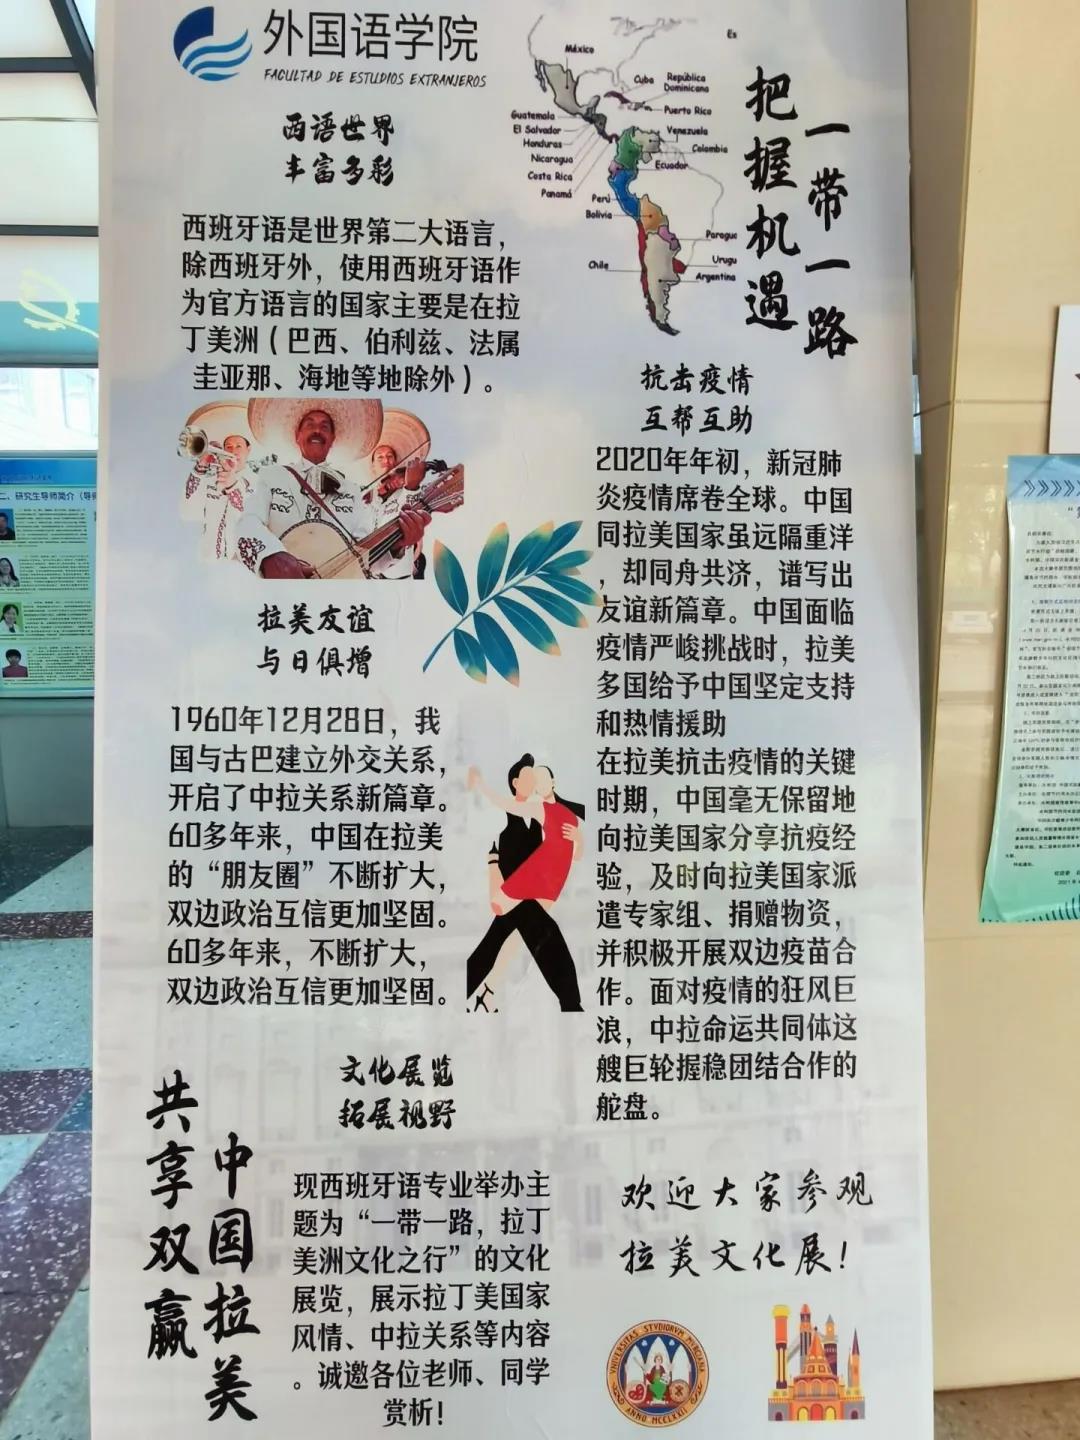 外国语学院
FACULTAD DE ESTUDIOS EXTRANJEROS
西语世界
丰富多彩
西班牙语是世界第二大语言，
除西班牙外，使用西班牙语作
为官方语言的国家主要是在拉
丁美洲（巴西、伯利兹、法属
圭亚那、海地等地除外）。
México
Es
Cuba
República
Dominicana
Puerto Rico
Guatemala
El Salvador
Honduras
Nicaragua
Costa Rica
Panamá
Venezuela
Colombia
Ecuador
Perú
Bolivia
Paraguc
Chile
Urugu
Argentina
一带一路
把握机遇
拉美友谊
与日俱增
1960年12月28日，我
国与古巴建立外交关系，
开启了中拉关系新篇章。
60多年来，中国在拉美
的“朋友圈”不断扩大，
双边政治互信更加坚固。
60多年来，不断扩大，
双边政治互信更加坚固。
抗击疫情
互帮互助
2020年年初，新冠肺
炎疫情席卷全球。中国
同拉美国家虽远隔重洋
，却同舟共济，谱写出
友谊新篇章。中国面临
疫情严峻挑战时，拉美
多国给予中国坚定支持
和热情援助
在拉美抗击疫情的关键
时期，中国毫无保留地
向拉美国家分享抗疫经
验，及时向拉美国家派
遣专家组、捐赠物资，
并积极开展双边疫苗合
作。面对疫情的狂风巨
浪，中拉命运共同体这
艘巨轮握稳团结合作的
舵盘。
文化展览
拓展视野
现西班牙语专业举办主
题为“一带一路，拉丁
美洲文化之行”的文化
展览，展示拉丁美国家
风情、中拉关系等内容
。诚邀各位老师、同学
赏析！
中国拉美
共享双赢
欢迎大家参观
拉美文化展！
UNIVERSITAS STVDIORVM MVRCIANA
ANNO MCCLXXII
二、研究生导师简介（导师